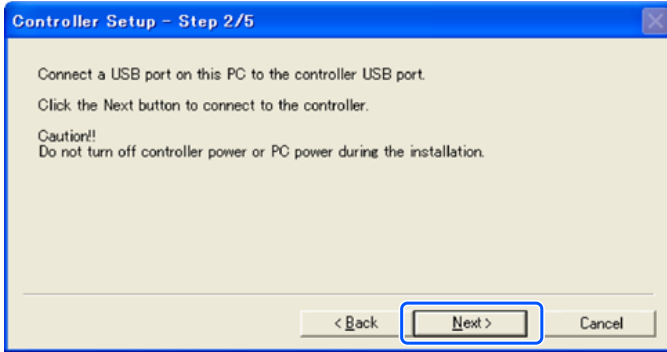 Controller Setup - Step 2/5
Connect a USB port on this PC to the controller USB port.
Click the Next button to connect to the controller.
Caution!!
Do not turn off controller power or PC power during the installation.
< Back Next > Cancel